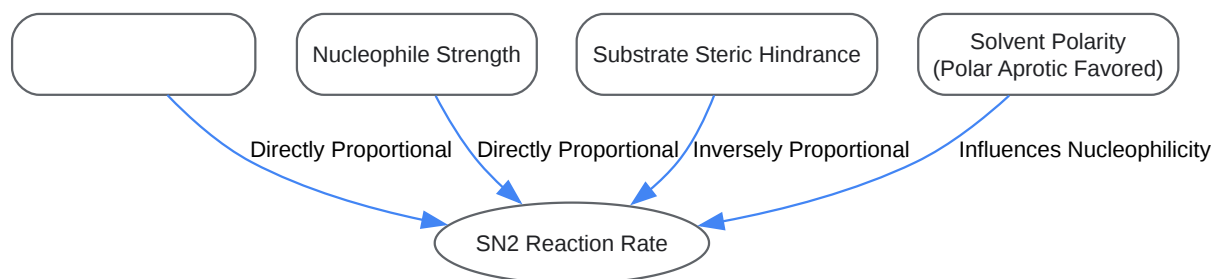 Nucleophile Strength
Substrate Steric Hindrance
Solvent Polarity
(Polar Aprotic Favored)
Directly Proportional
Directly Proportional
Inversely Proportional
Influences Nucleophilicity
SN2 Reaction Rate